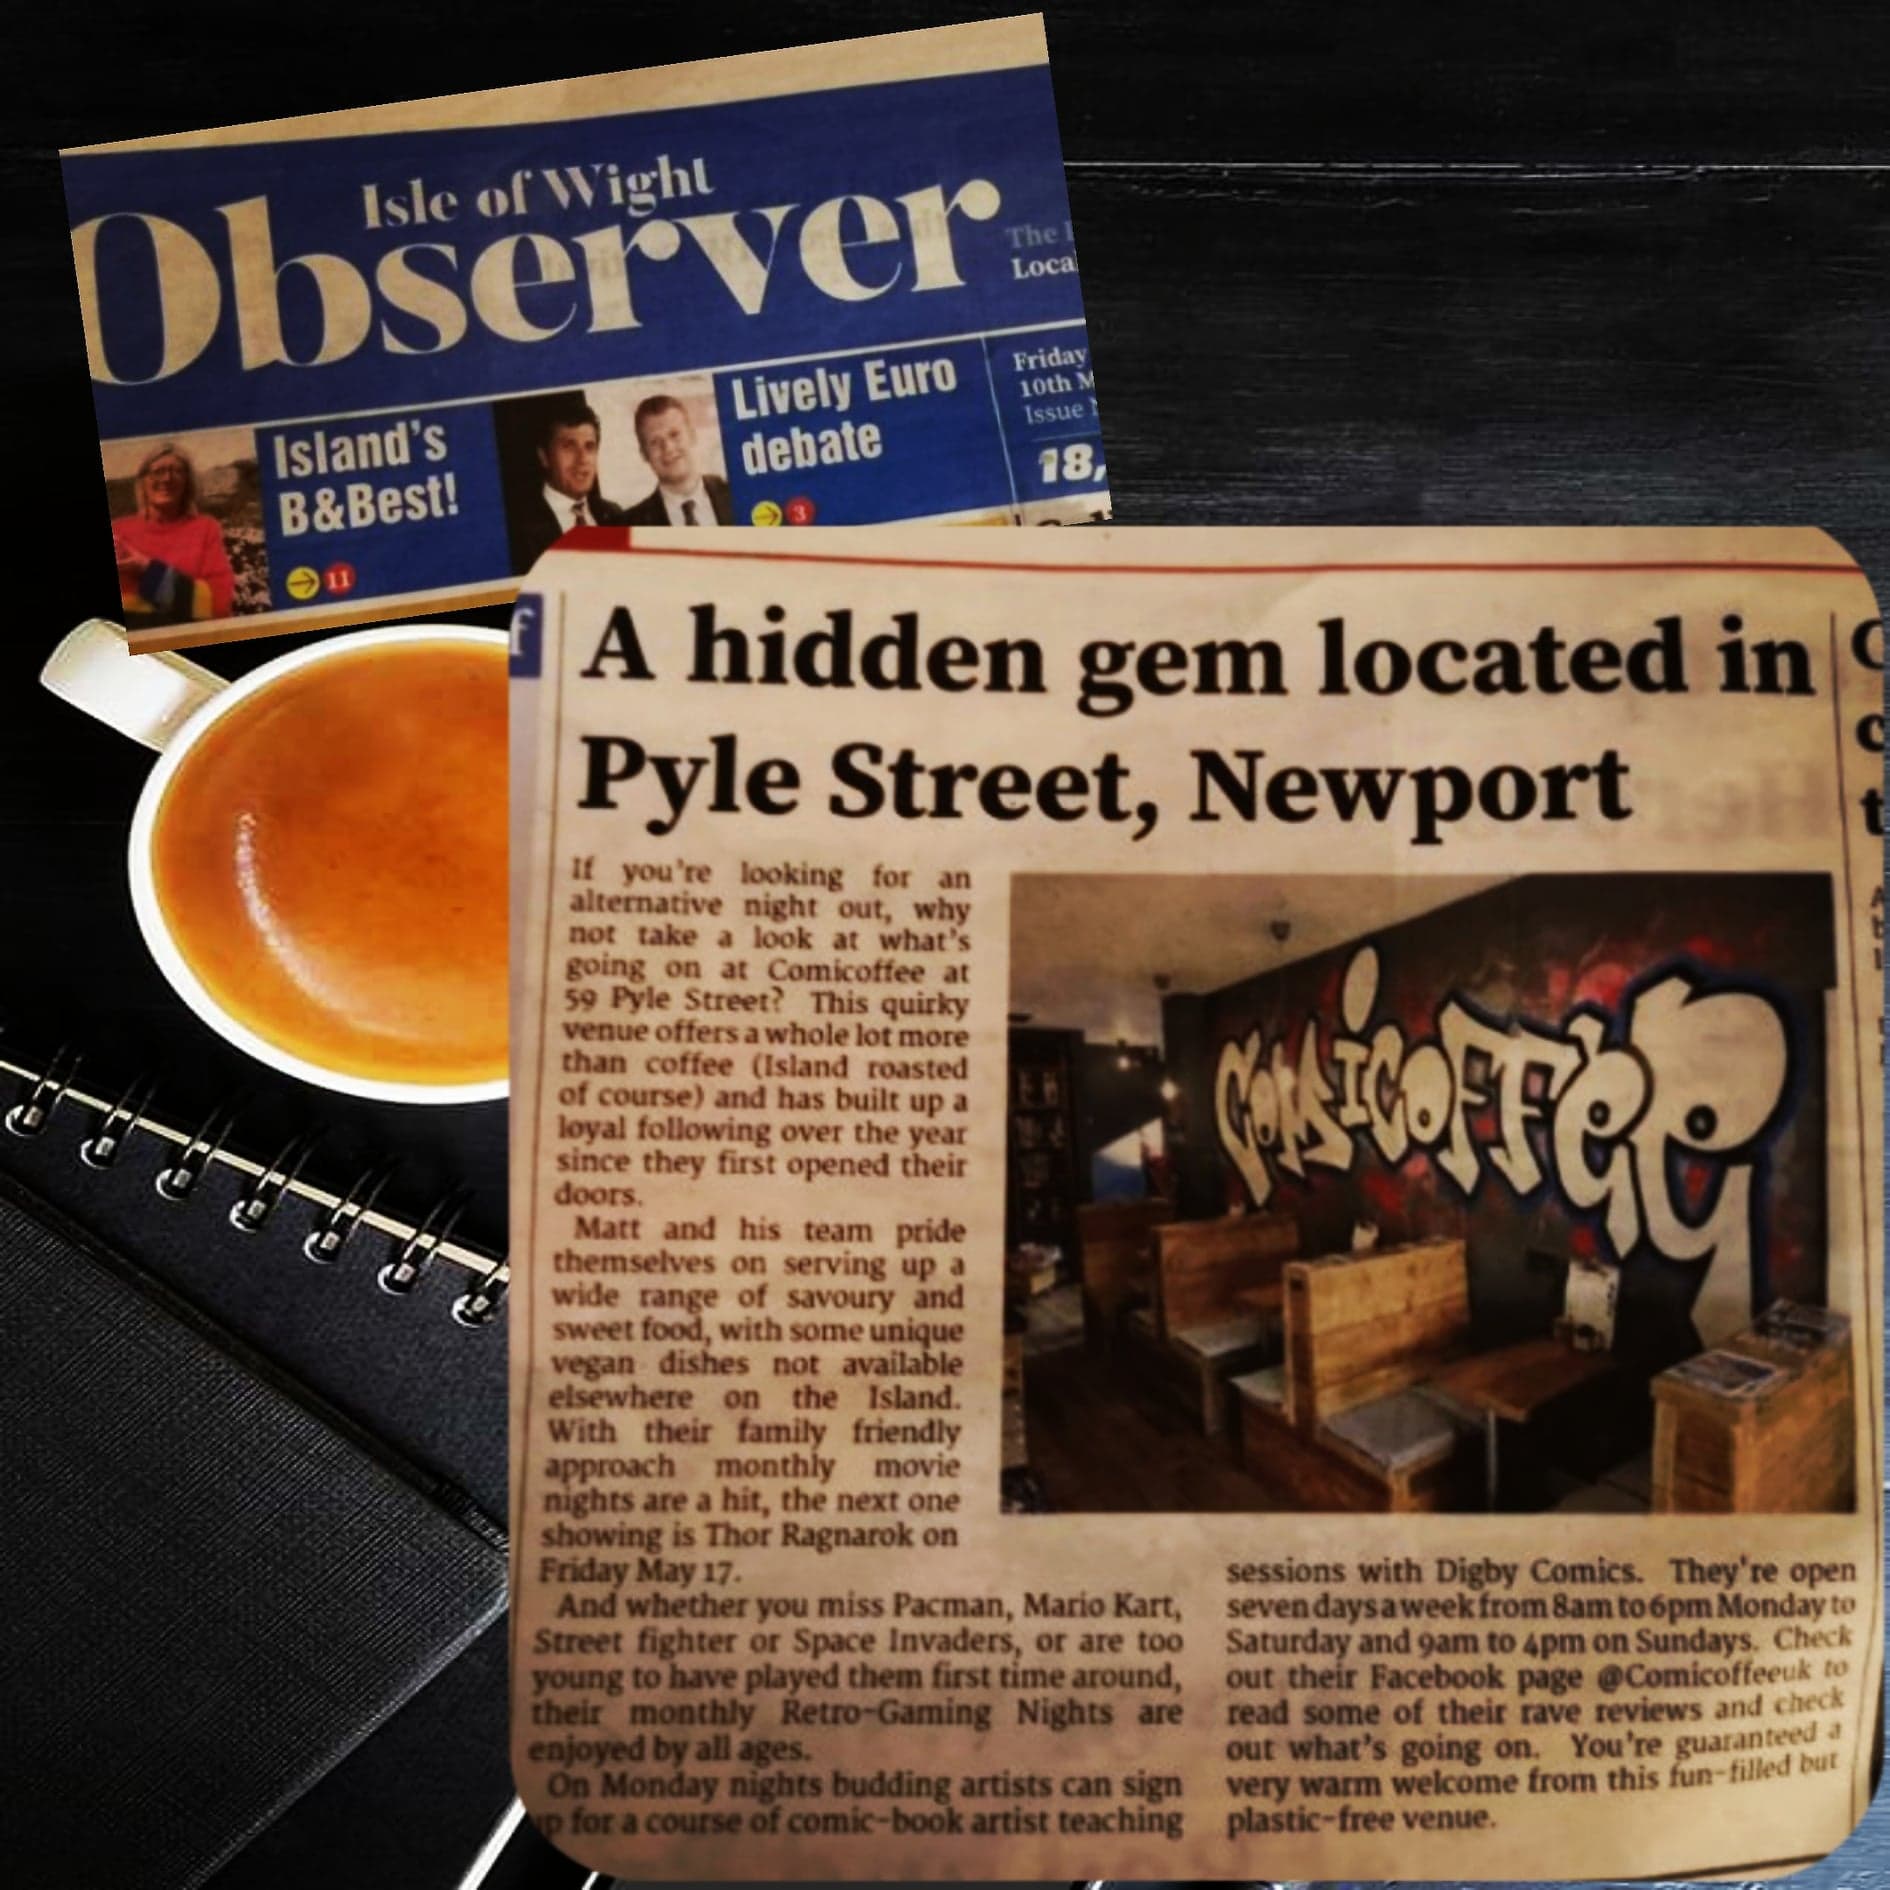 Isle of Wight
Observer
The
Loca
Island's
B&Best!
11
Lively Euro
debate
3
Friday
10th M
Issue
18,
f
A hidden gem located in
Pyle Street, Newport
If you're looking for an
alternative night out, why
not take a look at what's
going on at Comicoffee at
59 Pyle Street? This quirky
venue offers a whole lot more
than coffee (Island roasted
of course) and has built up a
loyal following over the year
since they first opened their
doors.
Matt and his team pride
themselves on serving up a
wide range of savoury and
sweet food, with some unique
vegan dishes not available
elsewhere on the Island.
With their family friendly
approach monthly movie
nights are a hit, the next one
showing is Thor Ragnarok on
Friday May 17.
And whether you miss Pacman, Mario Kart,
Street fighter or Space Invaders, or are too
young to have played them first time around,
their monthly Retro-Gaming Nights are
enjoyed by all ages.
On Monday nights budding artists can sign
up for a course of comic-book artist teaching
COMICOFFEE
sessions with Digby Comics. They're open
seven days a week from 8am to 6pm Monday to
Saturday and 9am to 4pm on Sundays. Check
out their Facebook page @Comicoffeeuk to
read some of their rave reviews and check
out what's going on. You're guaranteed a
very warm welcome from this fun-filled but
plastic-free venue.